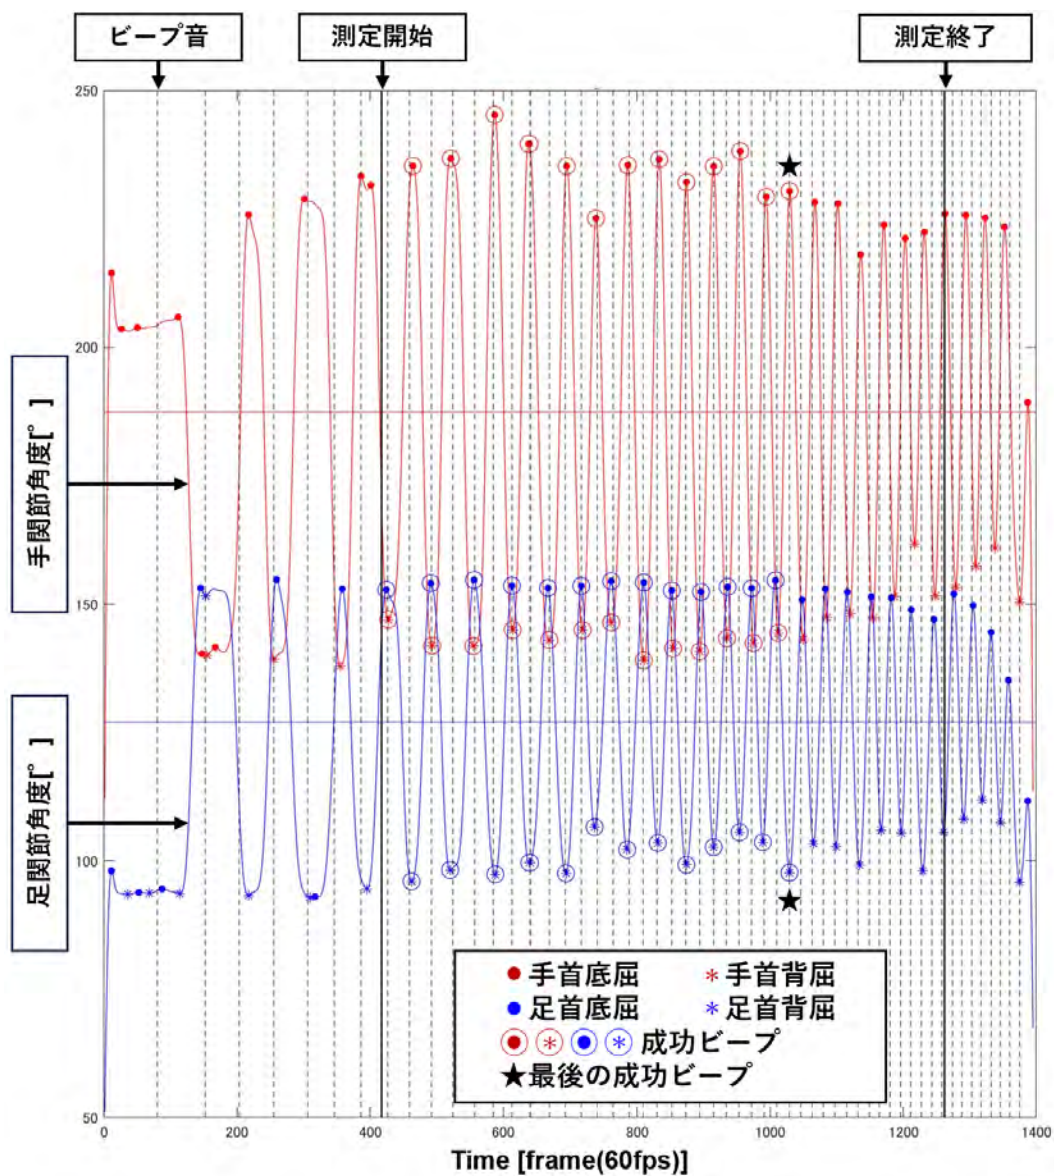 ビープ音
測定開始
測定終了
250
200
150
100
50
手関節角度[°]
足関節角度[°]
手首底屈
手首背屈
足首底屈
足首背屈
成功ビープ
★最後の成功ビープ
0 200 400 600 800 1000 1200 1400
Time [frame(60fps)]